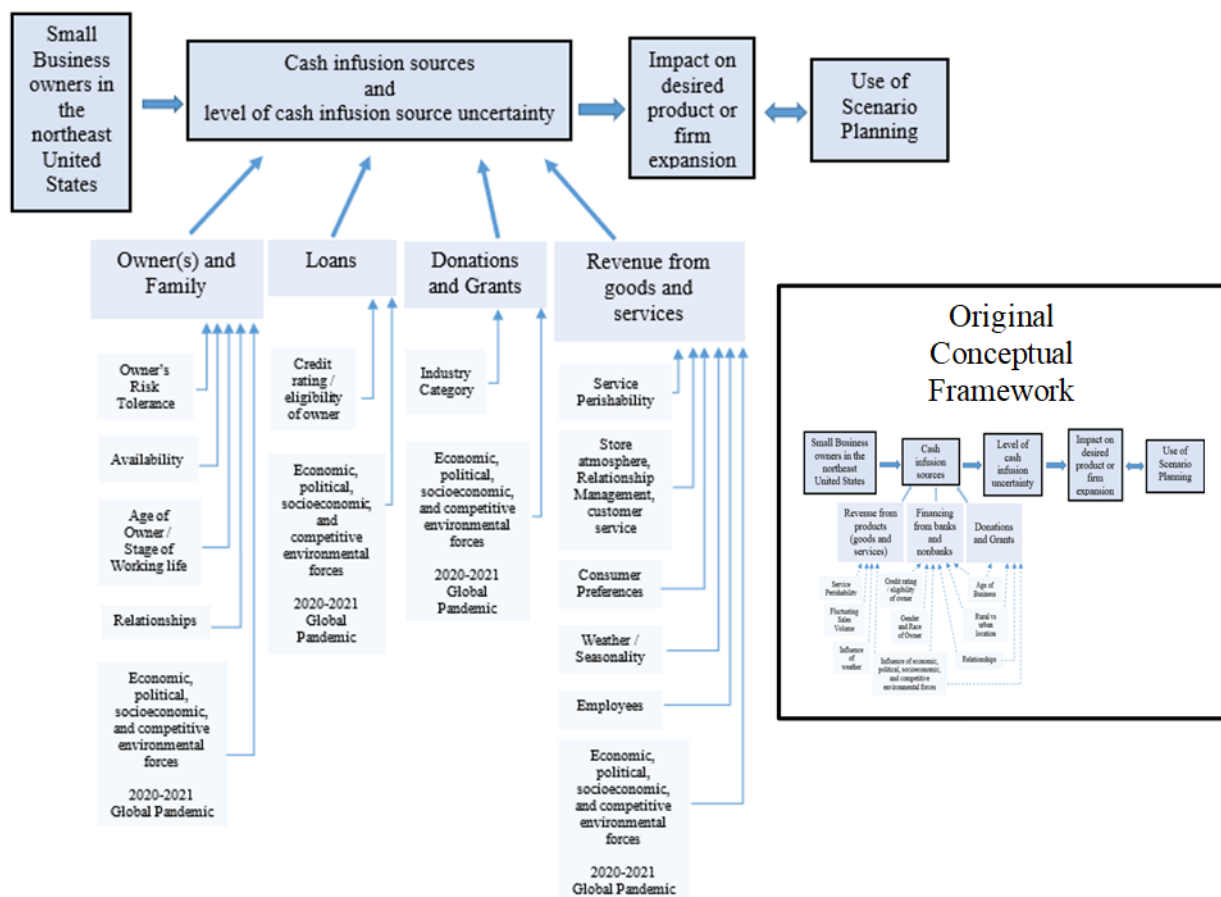 Small
Business
owners in
the
northeast
United
States
Cash infusion sources
and
level of cash infusion source uncertainty
Impact on
desired
product or
firm
expansion
Use of
Scenario
Planning
Owner(s) and
Family
Loans
Donations
and Grants
Revenue from
goods and
services
Owner's
Risk
Tolerance
Availability
Age of
Owner /
Stage of
Working life
Relationships
Economic,
political,
socioeconomic,
and competitive
environmental
forces
2020-2021
Global Pandemic
Credit
rating /
eligibility
of owner
Economic,
political,
socioeconomic,
and
competitive
environmental
forces
2020-2021
Global
Pandemic
Industry
Category
Economic,
political,
socioeconomic,
and competitive
environmental
forces
2020-2021
Global
Pandemic
Service
Perishability
Store
atmosphere,
Relationship
Management,
customer
service
Consumer
Preferences
Weather /
Seasonality
Employees
Economic,
political,
socioeconomic,
and competitive
environmental
forces
2020-2021
Global Pandemic
Original
Conceptual
Framework
Small Business
owners in the
northeast
United States
Cash
infusion
sources
Level of
cash
infusion
uncertainty
Impact on
desired
product or
firm
expansion
Use of
Scenario
Planning
Revenue from
products
(goods and
services)
Financing
from banks
and
nonbanks
Donations
and Grants
Service
Perishability
Fluctuating
Sales
Volume
Influence
of
weather
Credit rating
/ eligibility
of owner
Gender
and Race
of Owner
Influence of economic,
political, socioeconomic,
and competitive
environmental forces
Age of
Business
Rural vs
urban
location
Relationships